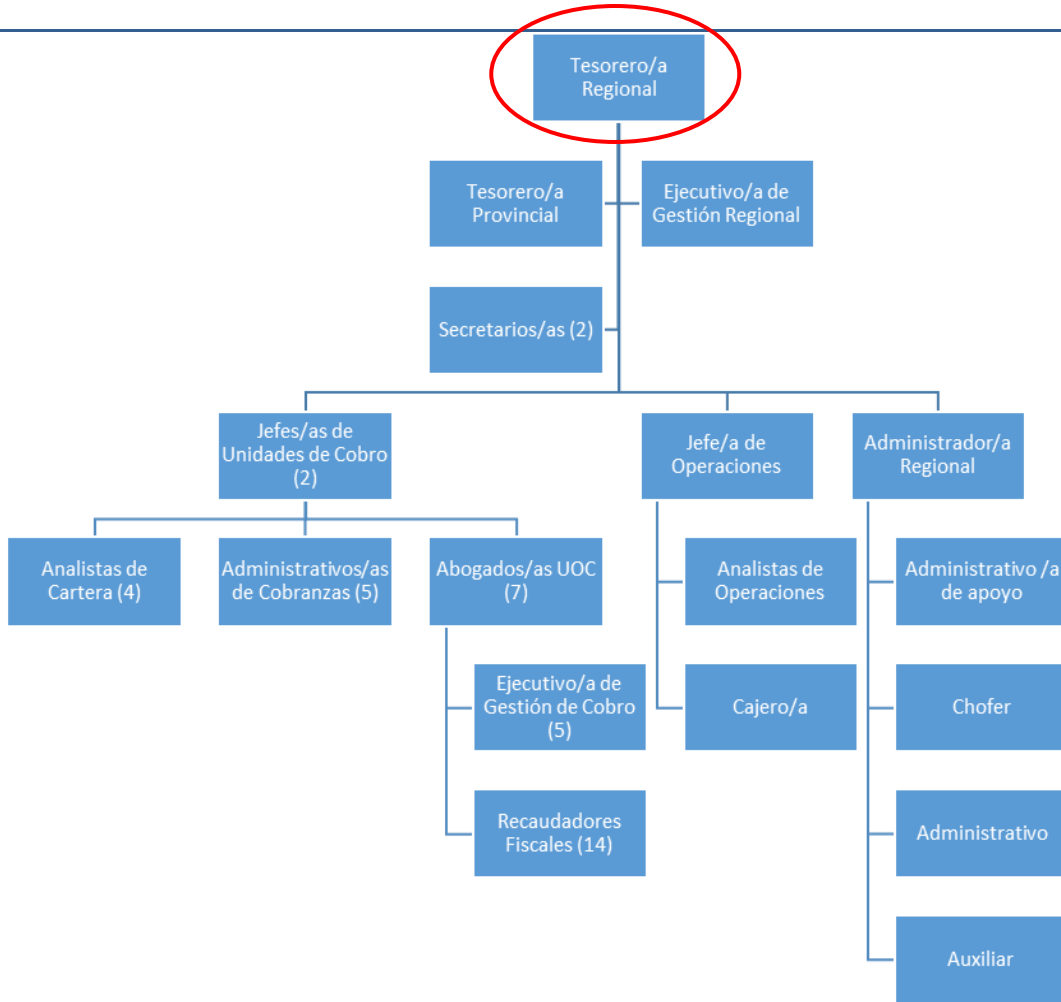 Tesorero/a
Regional
Tesorero/a
Provincial
Ejecutivo/a de
Gestión Regional
Secretarios/as (2)
Jefes/as de
Unidades de Cobro
(2)
Jefe/a de
Operaciones
Administrador/a
Regional
Analistas de
Cartera (4)
Administrativos/as
de Cobranzas (5)
Abogados/as UOC
(7)
Analistas de
Operaciones
Administrativo /a
de apoyo
Ejecutivo/a de
Gestión de Cobro
(5)
Cajero/a
Chofer
Recaudadores
Fiscales (14)
Administrativo
Auxiliar